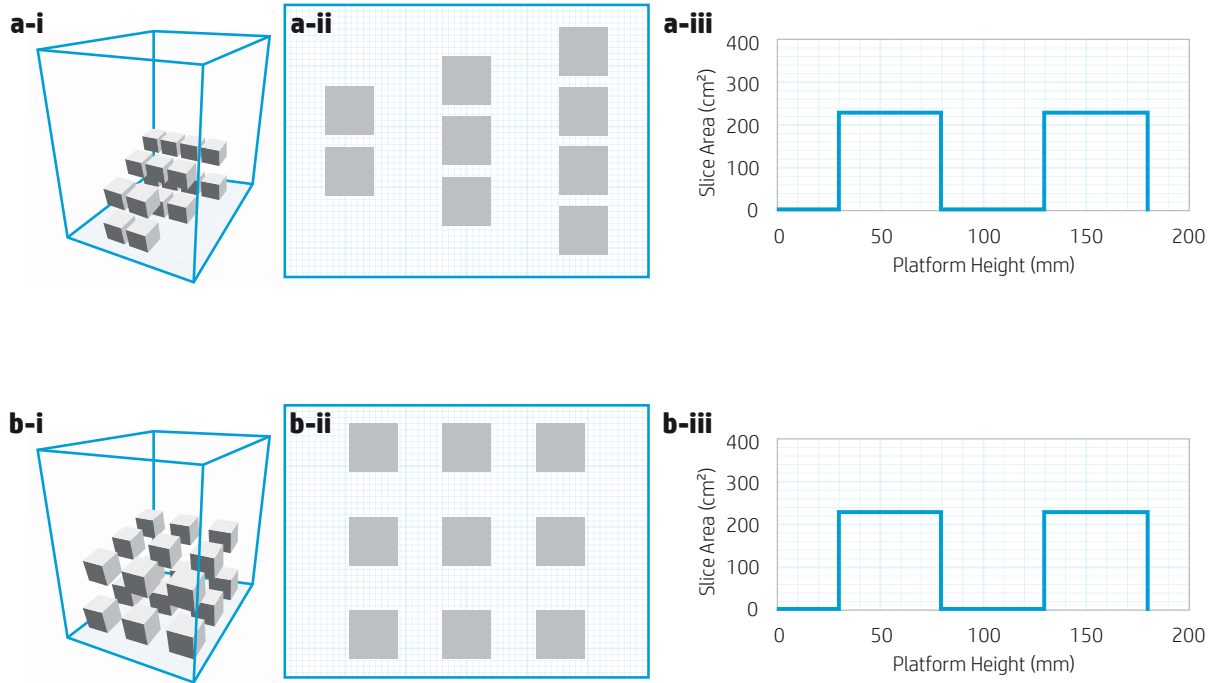 a-i
a-ii
a-iii
Slice Area (cm²)
400
300
200
100
0
0 50 100 150 200
Platform Height (mm)
b-i
b-ii
b-iii
Slice Area (cm²)
400
300
200
100
0
0 50 100 150 200
Platform Height (mm)